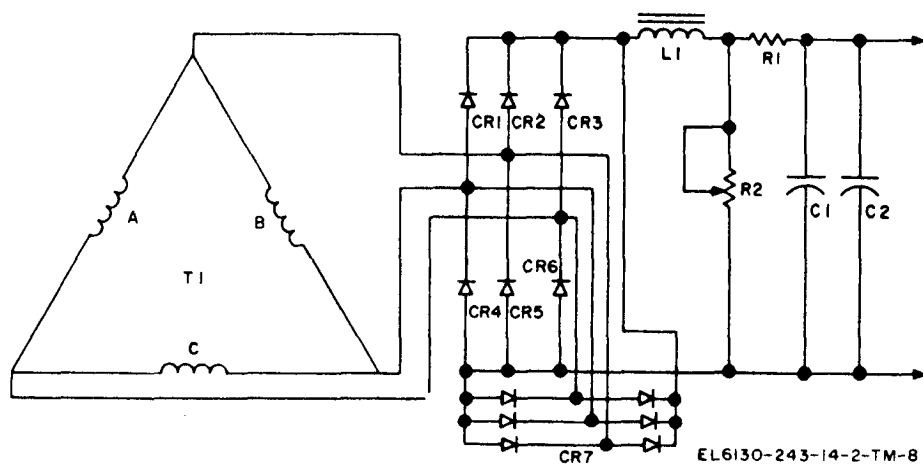 L1
R1
CR1
CR2
CR3
A
B
R2
C1
C2
T1
CR6
CR4
CR5
C
CR7
EL6130-243-14-2-TM-8